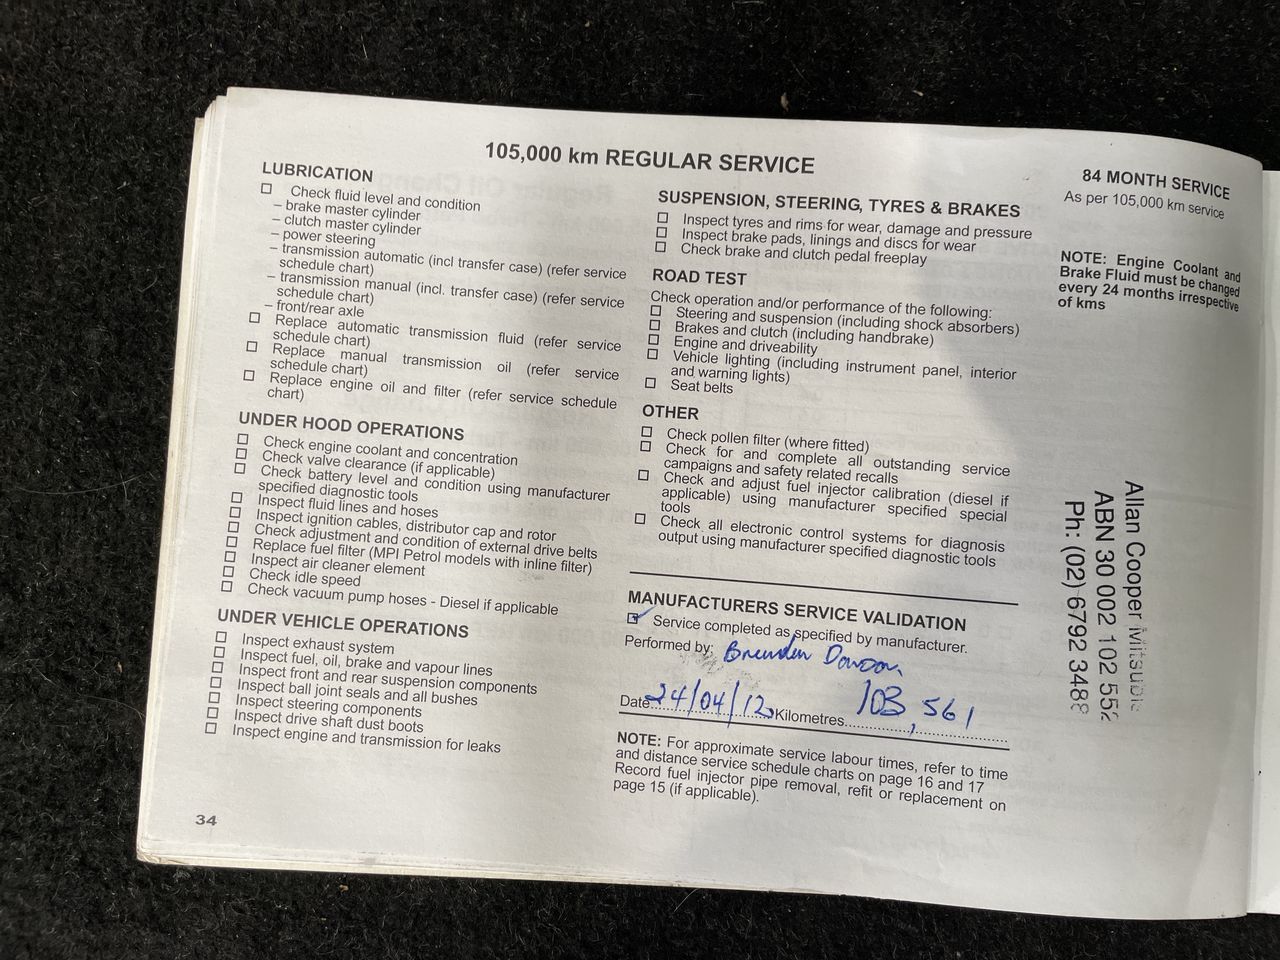 105,000 km REGULAR SERVICE
LUBRICATION
Check fluid level and condition
– brake master cylinder
– clutch master cylinder
– power steering
– transmission automatic (incl transfer case) (refer service
schedule chart)
– transmission manual (incl. transfer case) (refer service
schedule chart)
– front/rear axle
Replace automatic transmission fluid (refer service
schedule chart)
Replace manual transmission oil (refer service
schedule chart)
Replace engine oil and filter (refer service schedule
chart)
UNDER HOOD OPERATIONS
Check engine coolant and concentration
Check valve clearance (if applicable)
Check battery level and condition using manufacturer
specified diagnostic tools
Inspect fluid lines and hoses
Inspect ignition cables, distributor cap and rotor
Check adjustment and condition of external drive belts
Replace fuel filter (MPI Petrol models with inline filter)
Inspect air cleaner element
Check idle speed
Check vacuum pump hoses - Diesel if applicable
UNDER VEHICLE OPERATIONS
Inspect exhaust system
Inspect fuel, oil, brake and vapour lines
Inspect front and rear suspension components
Inspect ball joint seals and all bushes
Inspect steering components
Inspect drive shaft dust boots
Inspect engine and transmission for leaks
34
SUSPENSION, STEERING, TYRES & BRAKES
Inspect tyres and rims for wear, damage and pressure
Inspect brake pads, linings and discs for wear
Check brake and clutch pedal freeplay
ROAD TEST
Check operation and/or performance of the following:
Steering and suspension (including shock absorbers)
Brakes and clutch (including handbrake)
Engine and driveability
Vehicle lighting (including instrument panel, interior
and warning lights)
Seat belts
OTHER
Check pollen filter (where fitted)
Check for and complete all outstanding service
campaigns and safety related recalls
Check and adjust fuel injector calibration (diesel if
applicable) using manufacturer specified special
tools
Check all electronic control systems for diagnosis
output using manufacturer specified diagnostic tools
MANUFACTURERS SERVICE VALIDATION
Service completed as specified by manufacturer.
Performed by: Brenden
Date 24/04/12 Kilometres 103,561
NOTE: For approximate service labour times, refer to time
and distance service schedule charts on page 16 and 17
Record fuel injector pipe removal, refit or replacement on
page 15 (if applicable).
84 MONTH SERVICE
As per 105,000 km service
NOTE: Engine Coolant and
Brake Fluid must be changed
every 24 months irrespective
of kms
Allan Cooper Mitsubis
ABN 30 002 102 552
Ph: (02) 6792 3488